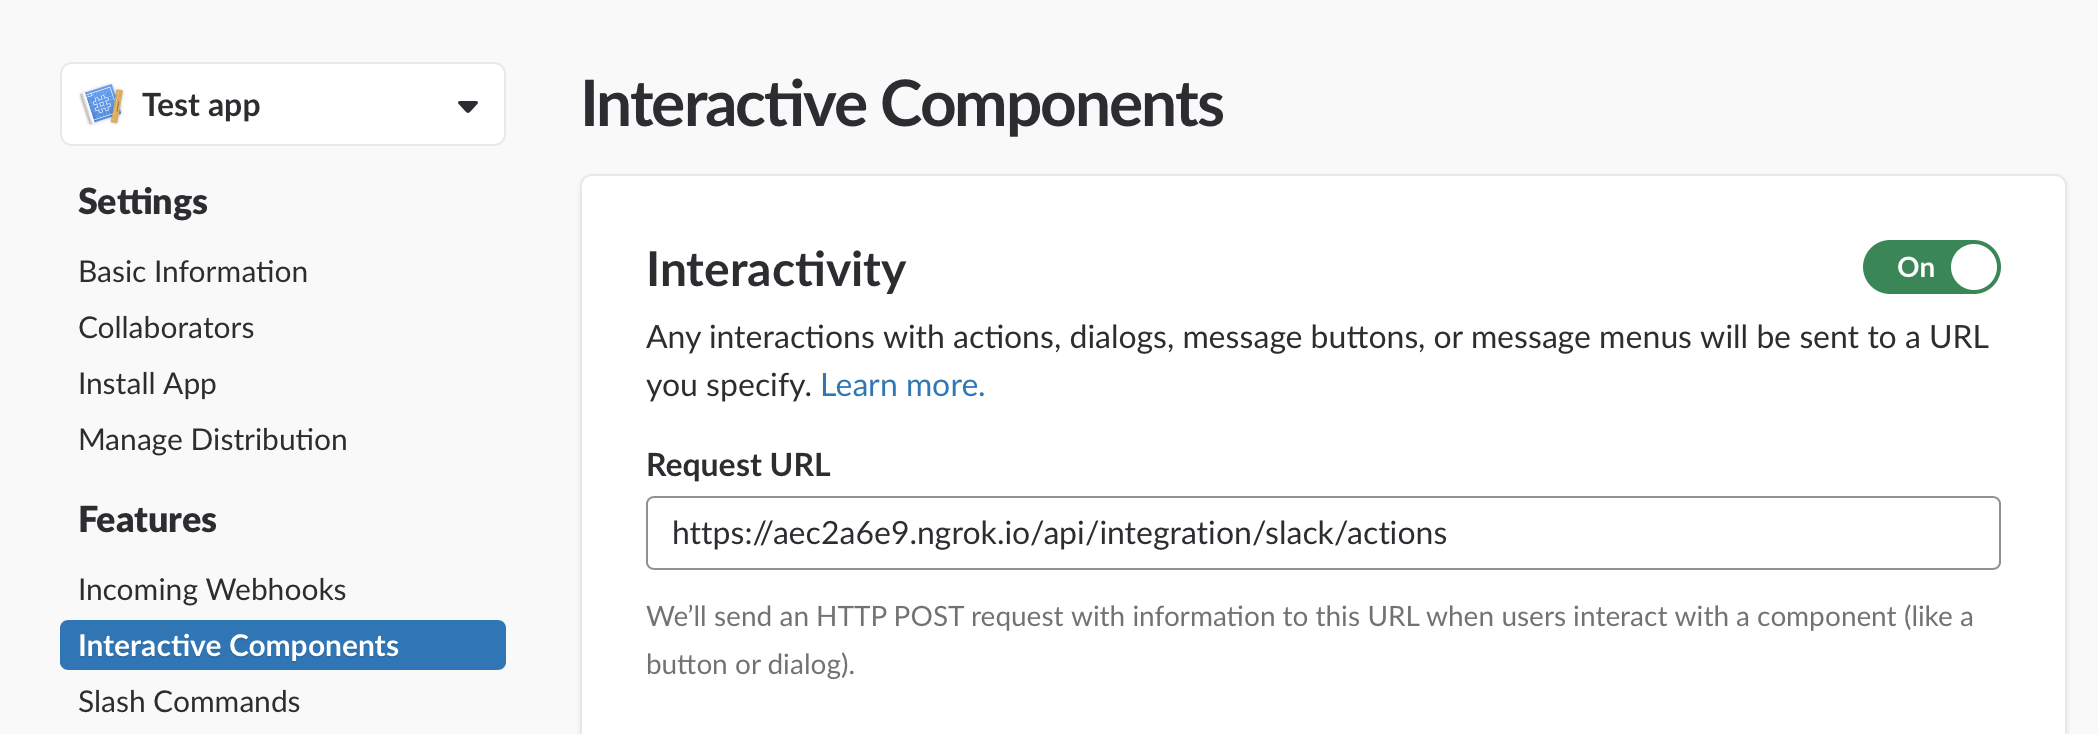 Test app
Settings
Basic Information
Collaborators
Install App
Manage Distribution
Features
Incoming Webhooks
Interactive Components
Slash Commands
Interactive Components
Interactivity
On
Any interactions with actions, dialogs, message buttons, or message menus will be sent to a URL
you specify. Learn more.
Request URL
https://aec2a6e9.ngrok.io/api/integration/slack/actions
We’ll send an HTTP POST request with information to this URL when users interact with a component (like a
button or dialog).